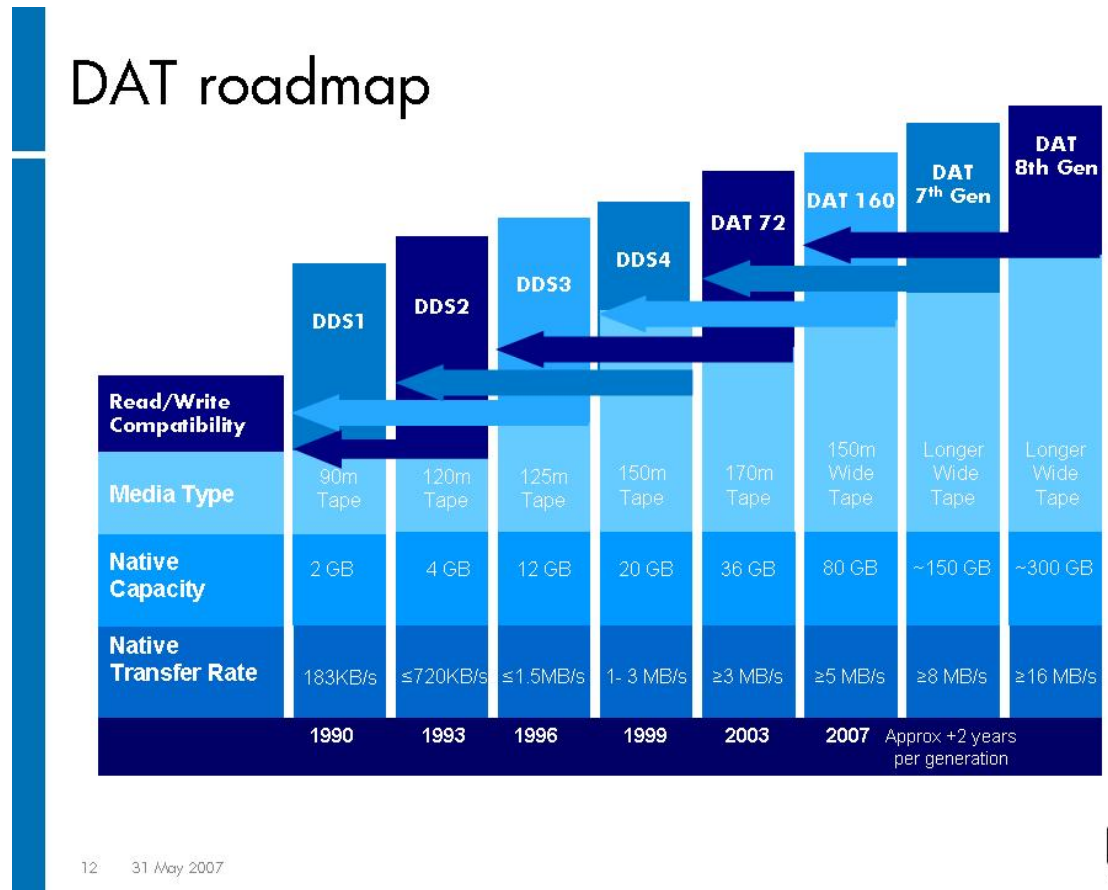 DAT roadmap
DDS1
DDS2
DDS3
DDS4
DAT 72
DAT 160
DAT
7th Gen
DAT
8th Gen
Read/Write
Compatibility
Media Type
90m
Tape
120m
Tape
125m
Tape
150m
Tape
170m
Tape
150m
Wide
Tape
Longer
Wide
Tape
Longer
Wide
Tape
Native
Capacity
2 GB
4 GB
12 GB
20 GB
36 GB
80 GB
~150 GB
~300 GB
Native
Transfer Rate
183KB/s
≤720KB/s
≤1.5MB/s
1- 3 MB/s
≥3 MB/s
≥5 MB/s
≥8 MB/s
≥16 MB/s
1990
1993
1996
1999
2003
2007
Approx +2 years
per generation
12 31 May 2007